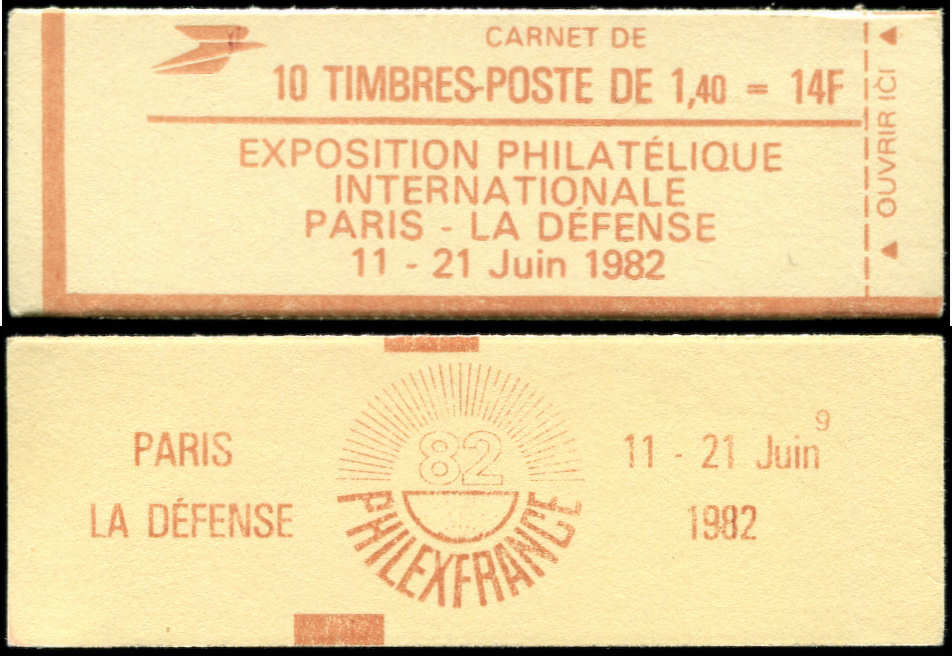 CARNET DE
10 TIMBRES-POSTE DE 1,40 = 14F
EXPOSITION PHILATÉLIQUE
INTERNATIONALE
PARIS - LA DÉFENSE
11 - 21 Juin 1982
OUVRIR ICI
PARIS
LA DÉFENSE
82
PHILEXFRANCE
9
11 - 21 Juin
1982